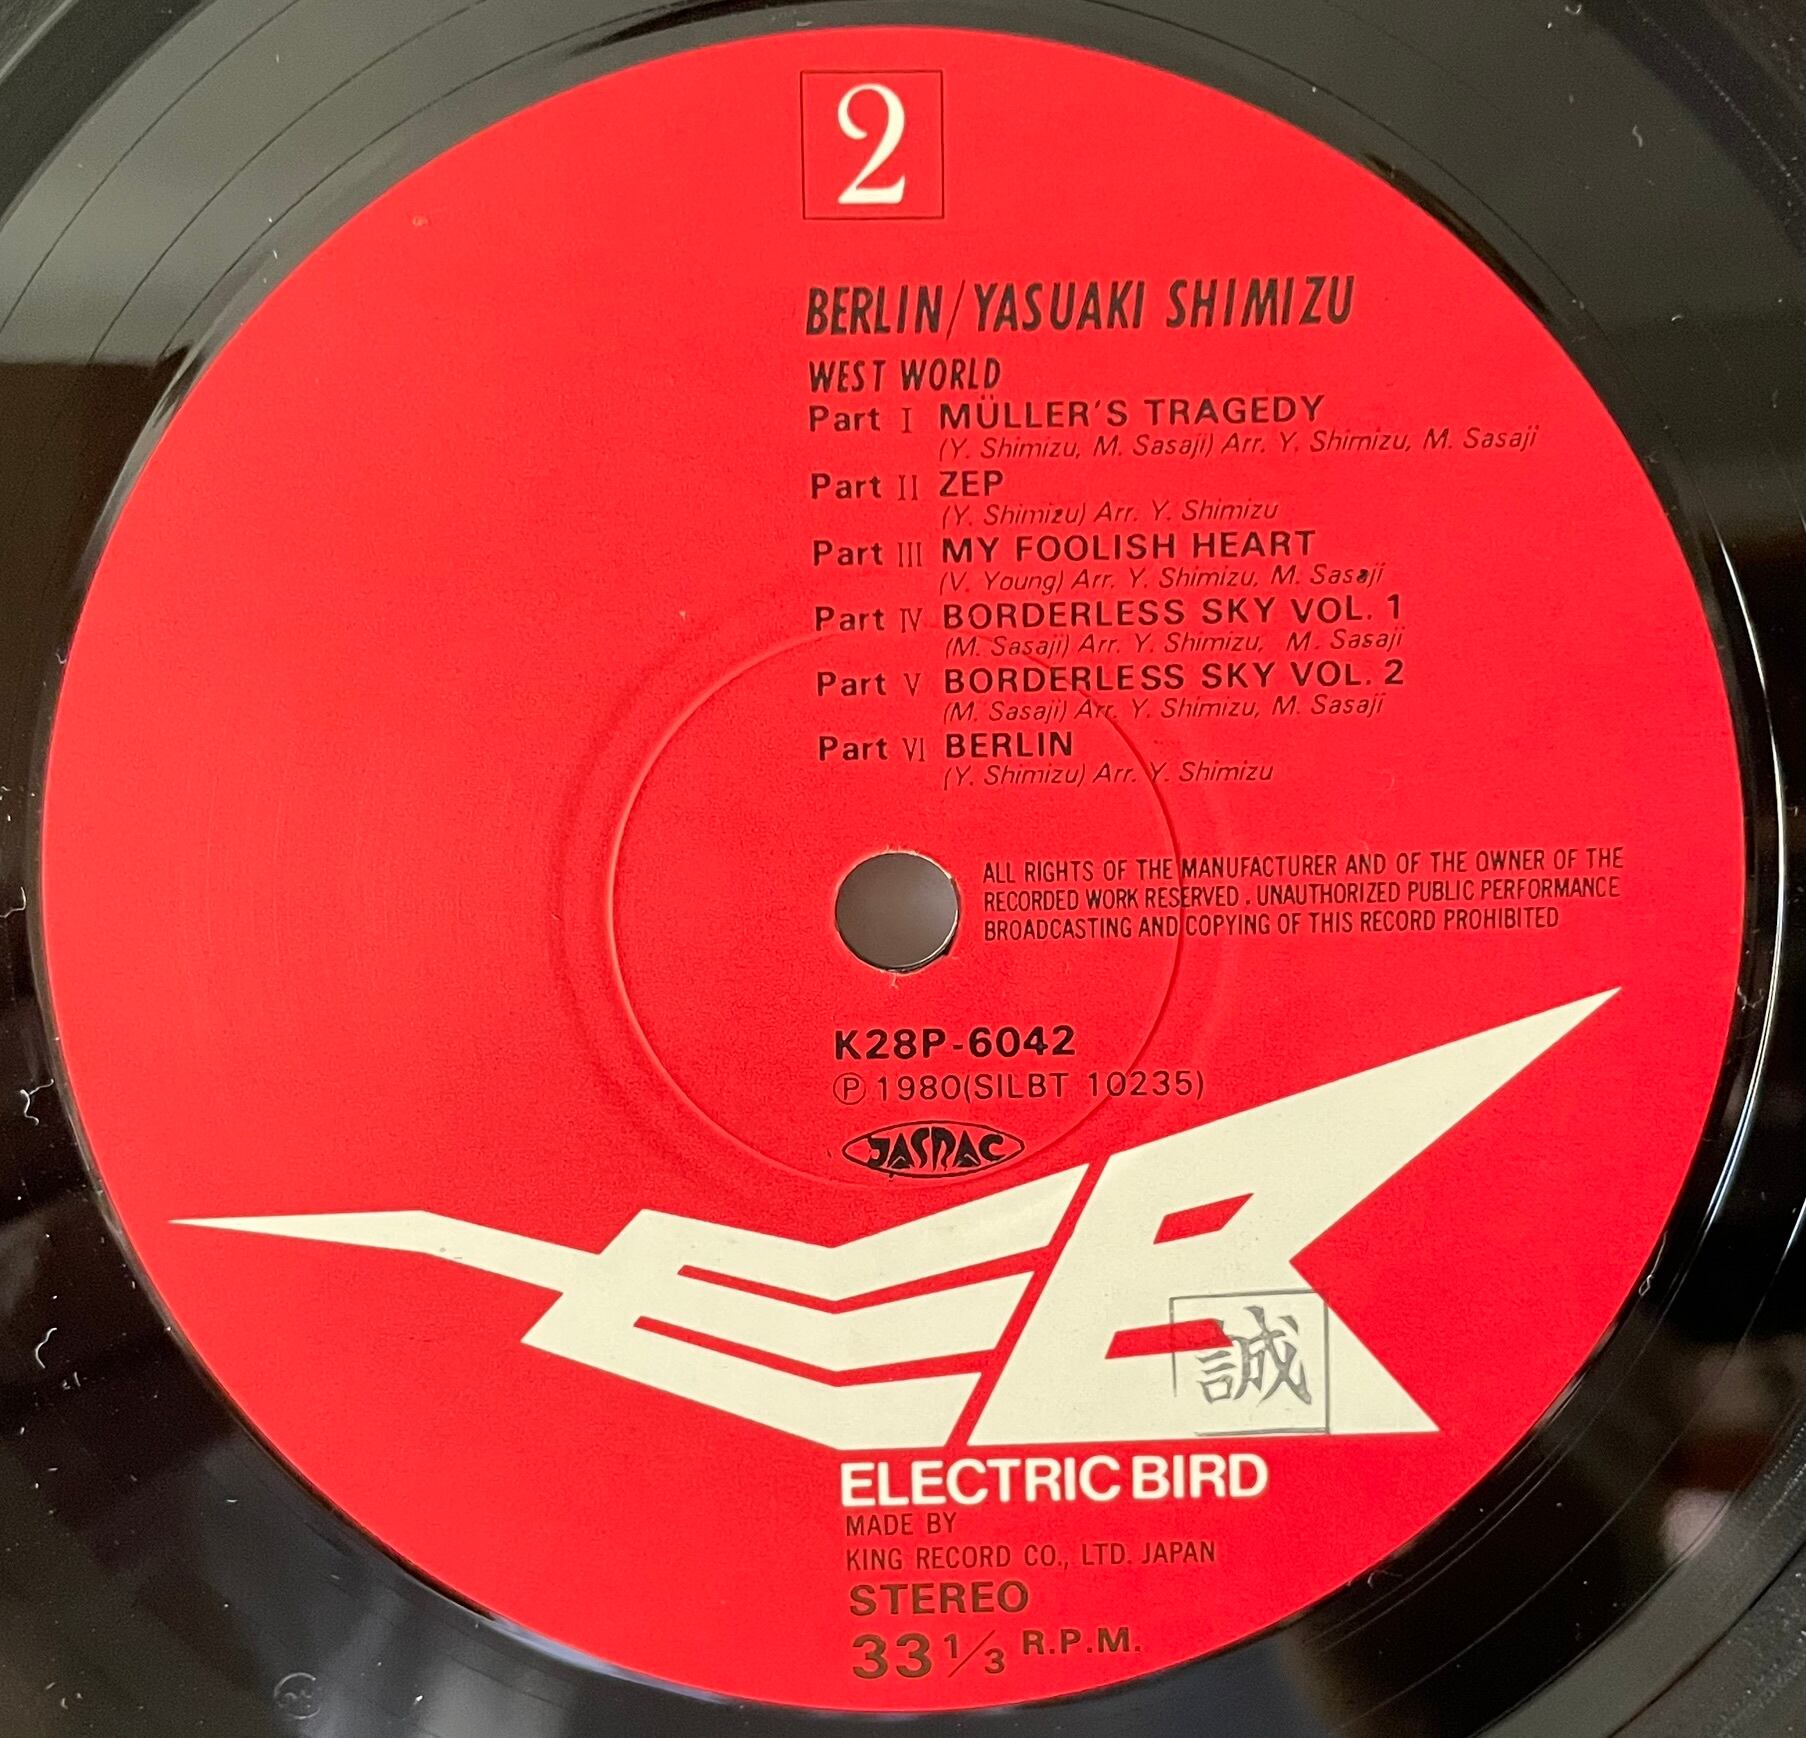 2
BERLIN/YASUAKI SHIMIZU
WEST WORLD
Part I MÜLLER'S TRAGEDY
(Y. Shimizu, M. Sasaji) Arr. Y. Shimizu, M. Sasaji
Part II ZEP
(Y. Shimizu) Arr. Y. Shimizu
Part III MY FOOLISH HEART
(V. Young) Arr. Y. Shimizu, M. Sasaji
Part IV BORDERLESS SKY VOL. 1
(M. Sasaji) Arr. Y. Shimizu, M. Sasaji
Part V BORDERLESS SKY VOL. 2
(M. Sasaji) Arr. Y. Shimizu, M. Sasaji
Part VI BERLIN
(Y. Shimizu) Arr. Y. Shimizu
ALL RIGHTS OF THE MANUFACTURER AND OF THE OWNER OF THE
RECORDED WORK RESERVED . UNAUTHORIZED PUBLIC PERFORMANCE
BROADCASTING AND COPYING OF THIS RECORD PROHIBITED
K28P-6042
Ⓟ 1980(SILBT 10235)
JASRAC
EB
誠
ELECTRIC BIRD
MADE BY
KING RECORD CO., LTD. JAPAN
STEREO
33 1/3 R.P.M.